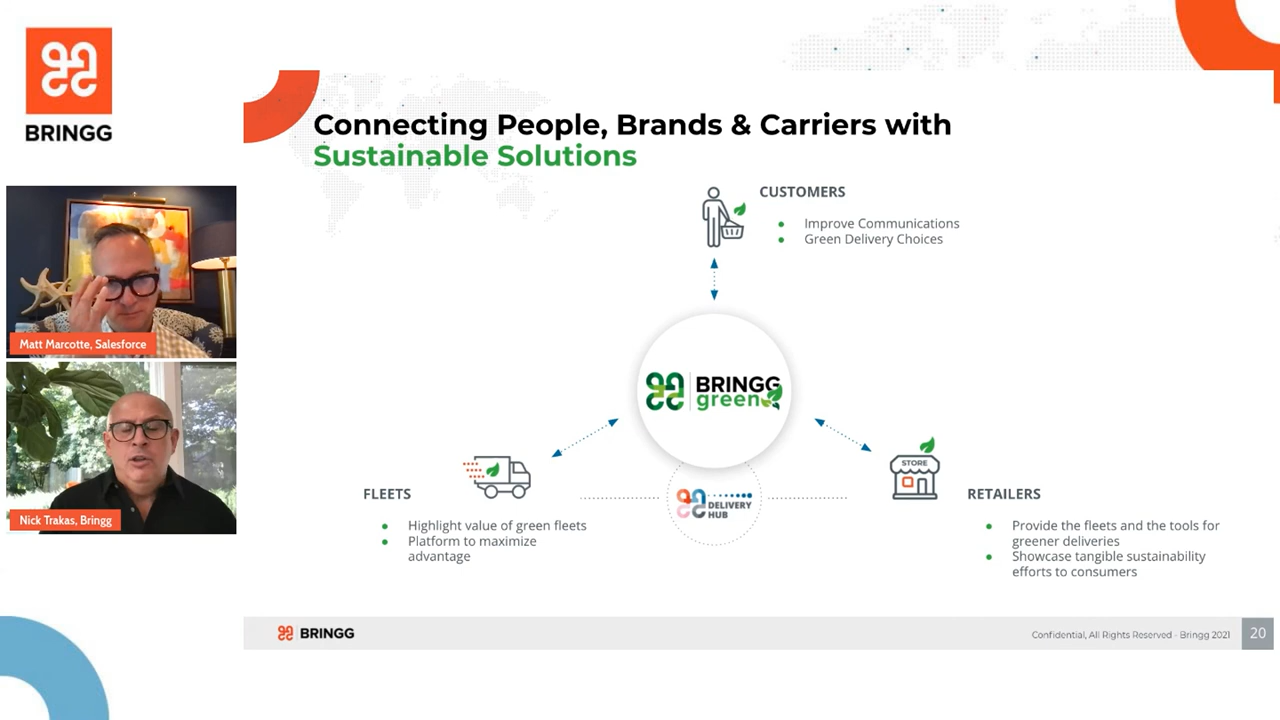 BRINGG
Connecting People, Brands & Carriers with
Sustainable Solutions
CUSTOMERS
Improve Communications
Green Delivery Choices
Matt Marcotte, Salesforce
BRINGG
green
STORE
FLEETS
Highlight value of green fleets
Platform to maximize
advantage
DELIVERY
HUB
RETAILERS
Provide the fleets and the tools for
greener deliveries
Showcase tangible sustainability
efforts to consumers
Nick Trakas, Bringg
BRINGG
Confidential, All Rights Reserved - Bringg 2021
20